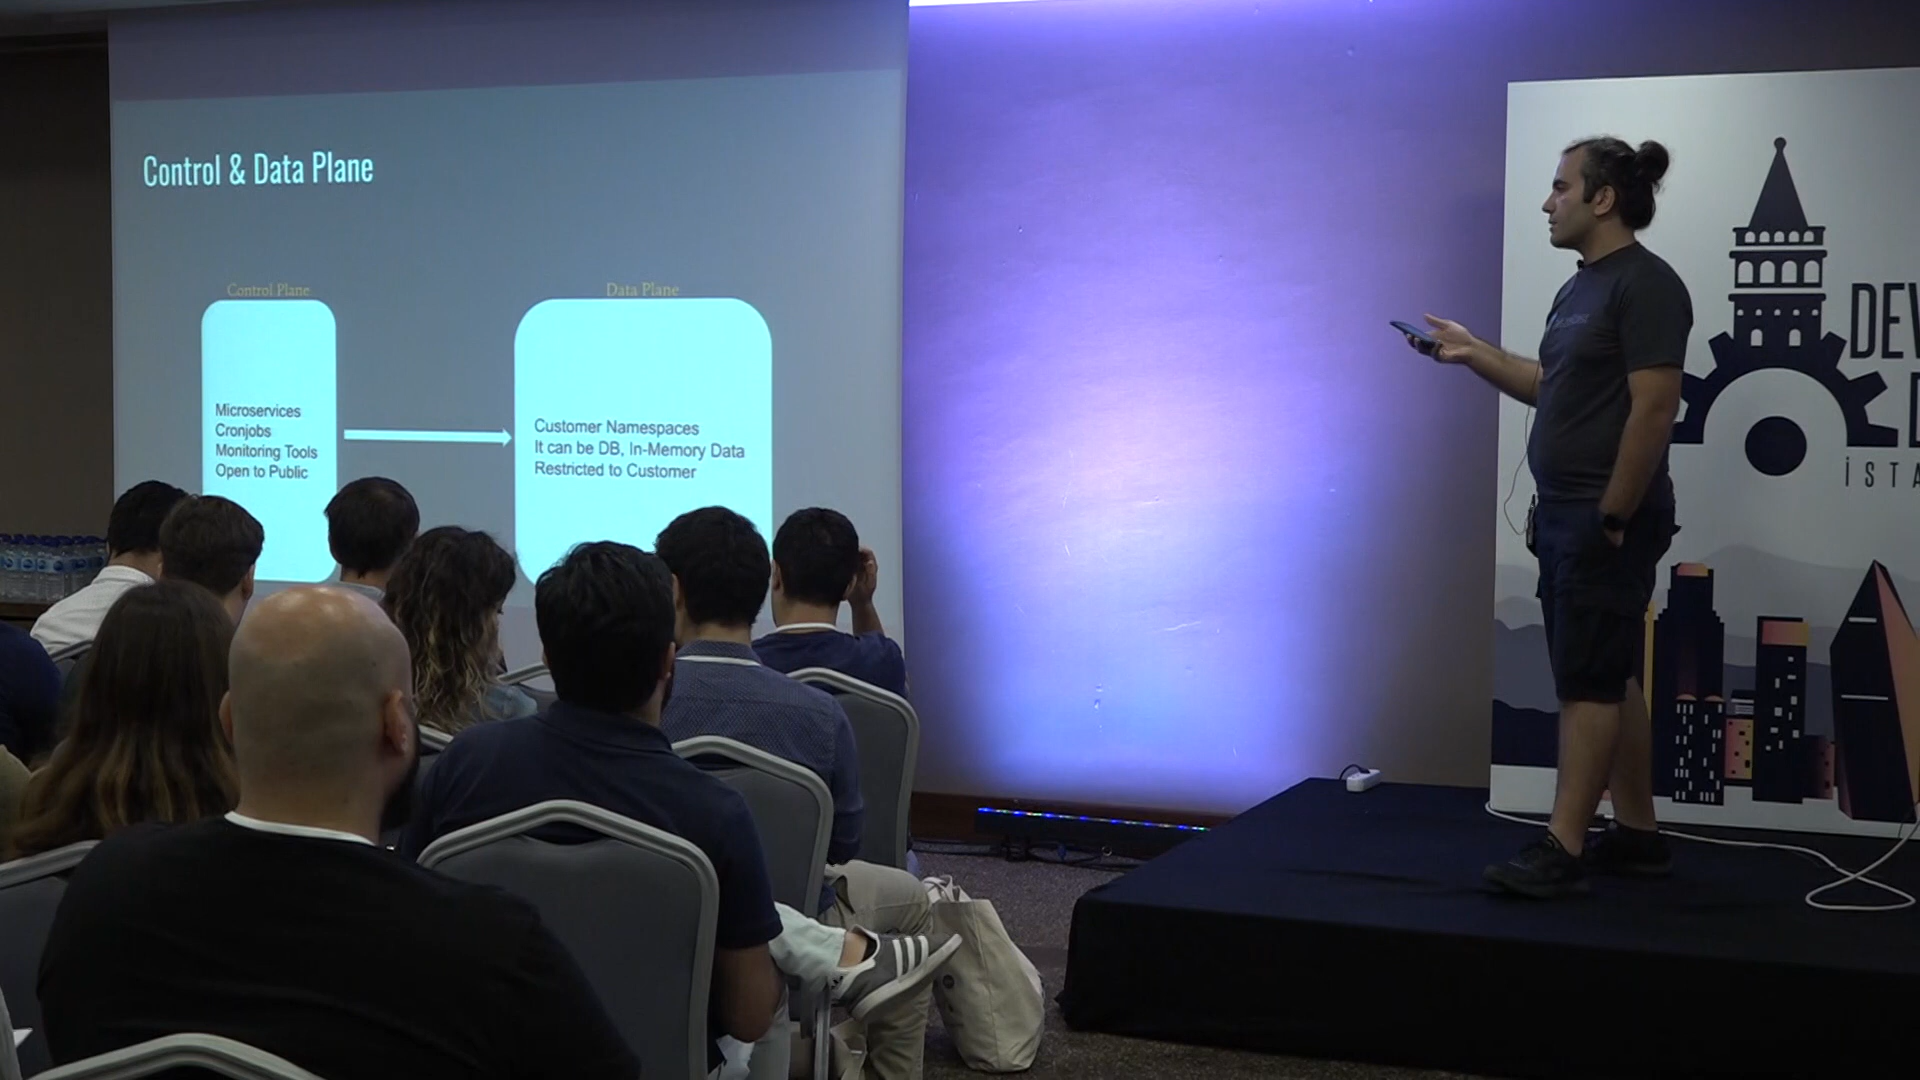 Control & Data Plane
Control Plane
Microservices
Cronjobs
Monitoring Tools
Open to Public
Data Plane
Customer Namespaces
It can be DB, In-Memory Data
Restricted to Customer
DEV
D
İSTA